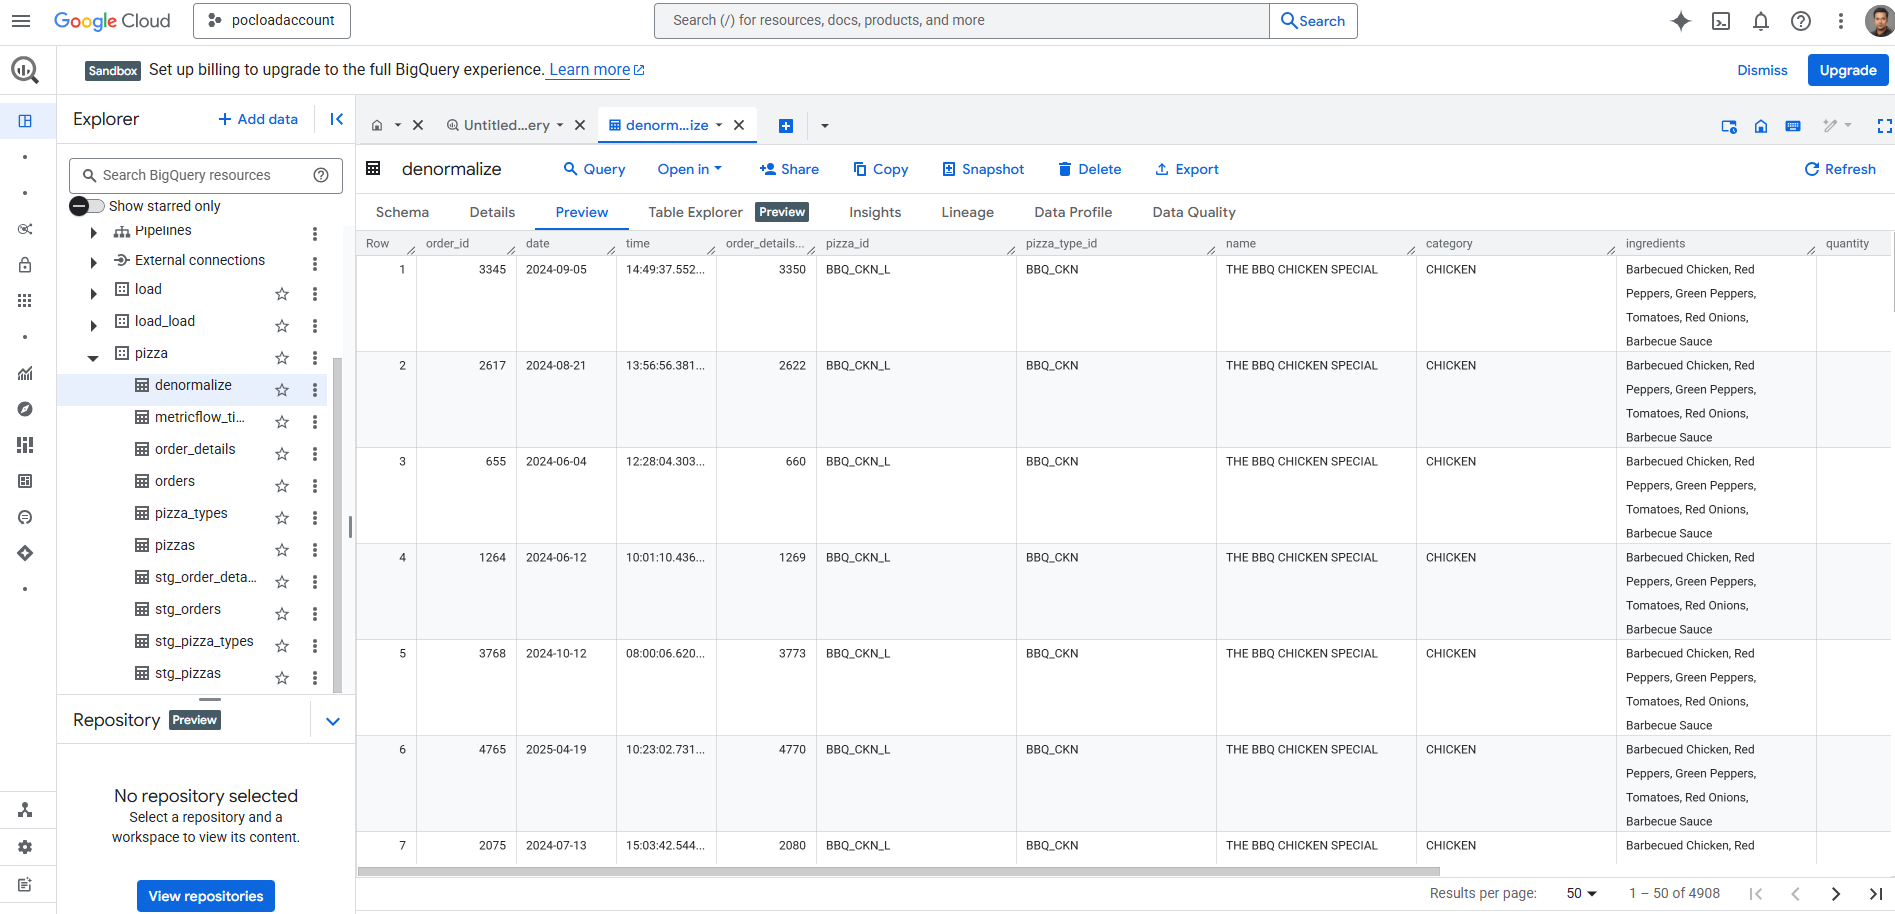 Google Cloud
pocloadaccount
Search (/) for resources, docs, products, and more
Search
Sandbox Set up billing to upgrade to the full BigQuery experience. Learn more
Dismiss
Upgrade
Explorer
+ Add data
Search BigQuery resources
Show starred only
Pipelines
External connections
load
load_load
pizza
denormalize
metricflow_ti...
order_details
orders
pizza_types
pizzas
stg_order_deta...
stg_orders
stg_pizza_types
stg_pizzas
Repository Preview
No repository selected
Select a repository and a
workspace to view its content.
View repositories
Untitled...ery
denorm...ize
denormalize
Query Open in Share Copy Snapshot Delete Export Refresh
Schema Details Preview Table Explorer Preview Insights Lineage Data Profile Data Quality
Row order_id date time order_details... pizza_id pizza_type_id name category ingredients quantity
1 3345 2024-09-05 14:49:37.552... 3350 BBQ_CKN_L BBQ_CKN THE BBQ CHICKEN SPECIAL CHICKEN Barbecued Chicken, Red
Peppers, Green Peppers,
Tomatoes, Red Onions,
Barbecue Sauce
2 2617 2024-08-21 13:56:56.381... 2622 BBQ_CKN_L BBQ_CKN THE BBQ CHICKEN SPECIAL CHICKEN Barbecued Chicken, Red
Peppers, Green Peppers,
Tomatoes, Red Onions,
Barbecue Sauce
3 655 2024-06-04 12:28:04.303... 660 BBQ_CKN_L BBQ_CKN THE BBQ CHICKEN SPECIAL CHICKEN Barbecued Chicken, Red
Peppers, Green Peppers,
Tomatoes, Red Onions,
Barbecue Sauce
4 1264 2024-06-12 10:01:10.436... 1269 BBQ_CKN_L BBQ_CKN THE BBQ CHICKEN SPECIAL CHICKEN Barbecued Chicken, Red
Peppers, Green Peppers,
Tomatoes, Red Onions,
Barbecue Sauce
5 3768 2024-10-12 08:00:06.620... 3773 BBQ_CKN_L BBQ_CKN THE BBQ CHICKEN SPECIAL CHICKEN Barbecued Chicken, Red
Peppers, Green Peppers,
Tomatoes, Red Onions,
Barbecue Sauce
6 4765 2025-04-19 10:23:02.731... 4770 BBQ_CKN_L BBQ_CKN THE BBQ CHICKEN SPECIAL CHICKEN Barbecued Chicken, Red
Peppers, Green Peppers,
Tomatoes, Red Onions,
Barbecue Sauce
7 2075 2024-07-13 15:03:42.544... 2080 BBQ_CKN_L BBQ_CKN THE BBQ CHICKEN SPECIAL CHICKEN Barbecued Chicken, Red
Results per page: 50 1 – 50 of 4908